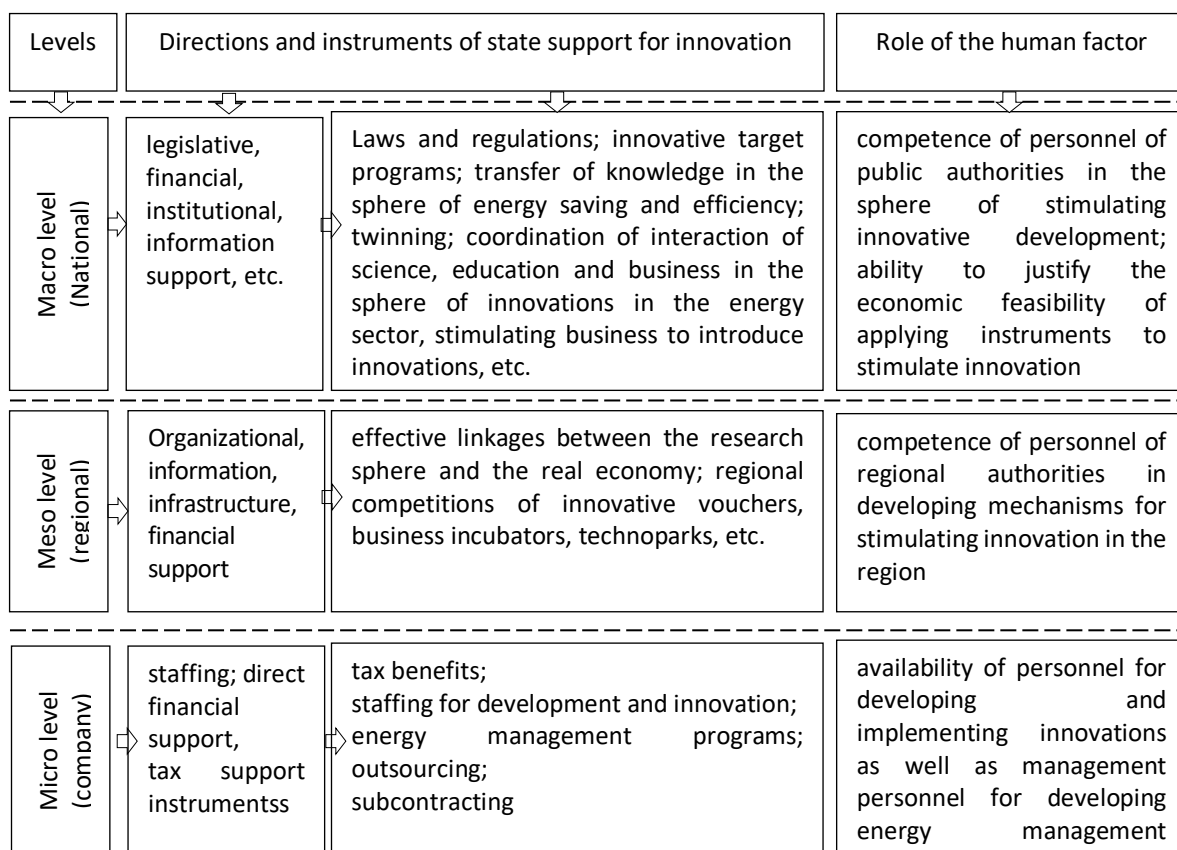 Levels
Directions and instruments of state support for innovation
Role of the human factor
Macro level
(National)
legislative,
financial,
institutional,
information
support, etc.
Laws and regulations; innovative target
programs; transfer of knowledge in the
sphere of energy saving and efficiency;
twinning; coordination of interaction of
science, education and business in the
sphere of innovations in the energy
sector, stimulating business to introduce
innovations, etc.
competence of personnel of
public authorities in the
sphere of stimulating
innovative development;
ability to justify the
economic feasibility of
applying instruments to
stimulate innovation
Meso level
(regional)
Organizational,
information,
infrastructure,
financial
support
effective linkages between the research
sphere and the real economy; regional
competitions of innovative vouchers,
business incubators, technoparks, etc.
competence of personnel of
regional authorities in
developing mechanisms for
stimulating innovation in the
region
Micro level
(company)
staffing; direct
financial
support,
tax support
instrumentss
tax benefits;
staffing for development and innovation;
energy management programs;
outsourcing;
subcontracting
availability of personnel for
developing and
implementing innovations
as well as management
personnel for developing
energy management